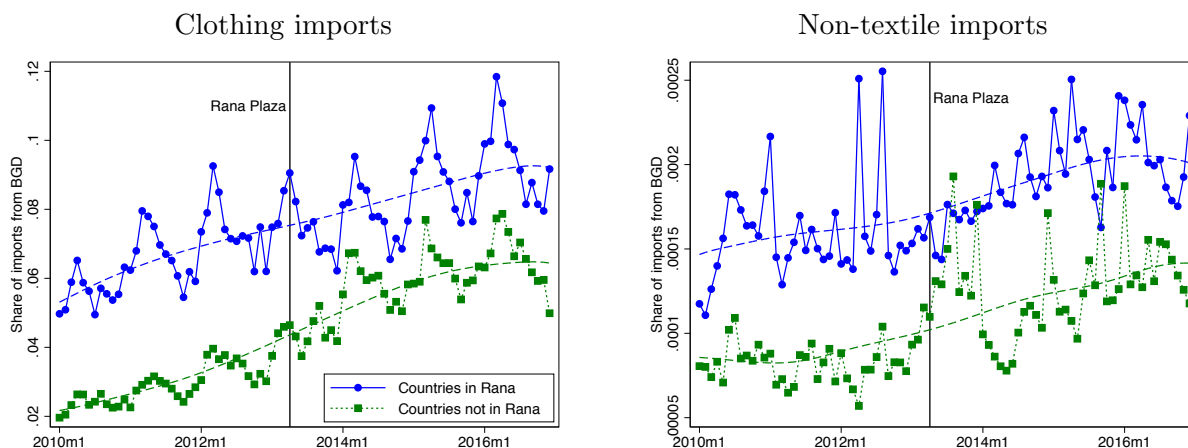 Clothing imports
Share of imports from BGD
.12
.1
.08
.06
.04
.02
Rana Plaza
Countries in Rana
Countries not in Rana
2010m1 2012m1 2014m1 2016m1
Non-textile imports
Share of imports from BGD
.00025
.0002
.00015
.0001
.00005
Rana Plaza
2010m1 2012m1 2014m1 2016m1